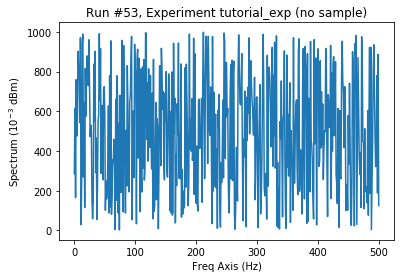 Run #53, Experiment tutorial_exp (no sample)
Spectrum (10⁻³ dBm)
1000
800
600
400
200
0
0 100 200 300 400 500
Freq Axis (Hz)